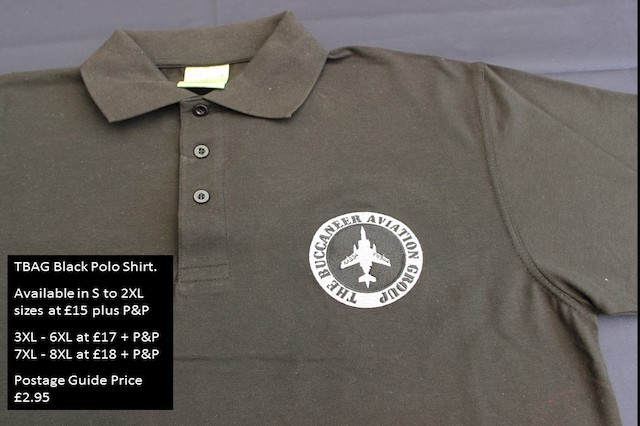 THE BUCCANEER AVIATION GROUP
TBAG Black Polo Shirt.
Available in S to 2XL
sizes at £15 plus P&P
3XL - 6XL at £17 + P&P
7XL - 8XL at £18 + P&P
Postage Guide Price
£2.95